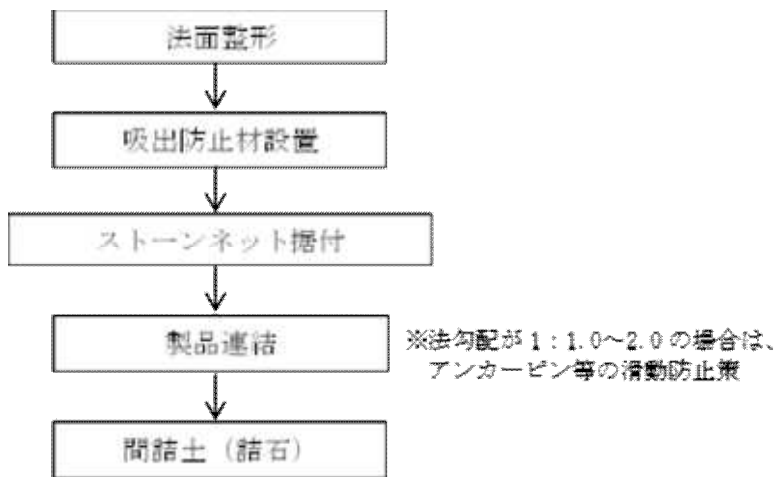 法面整形
吸出防止材設置
ストーンネット据付
製品連結
※法勾配が1：1.0～2.0の場合は、
アンカーピン等の滑動防止策
間詰土（詰石）